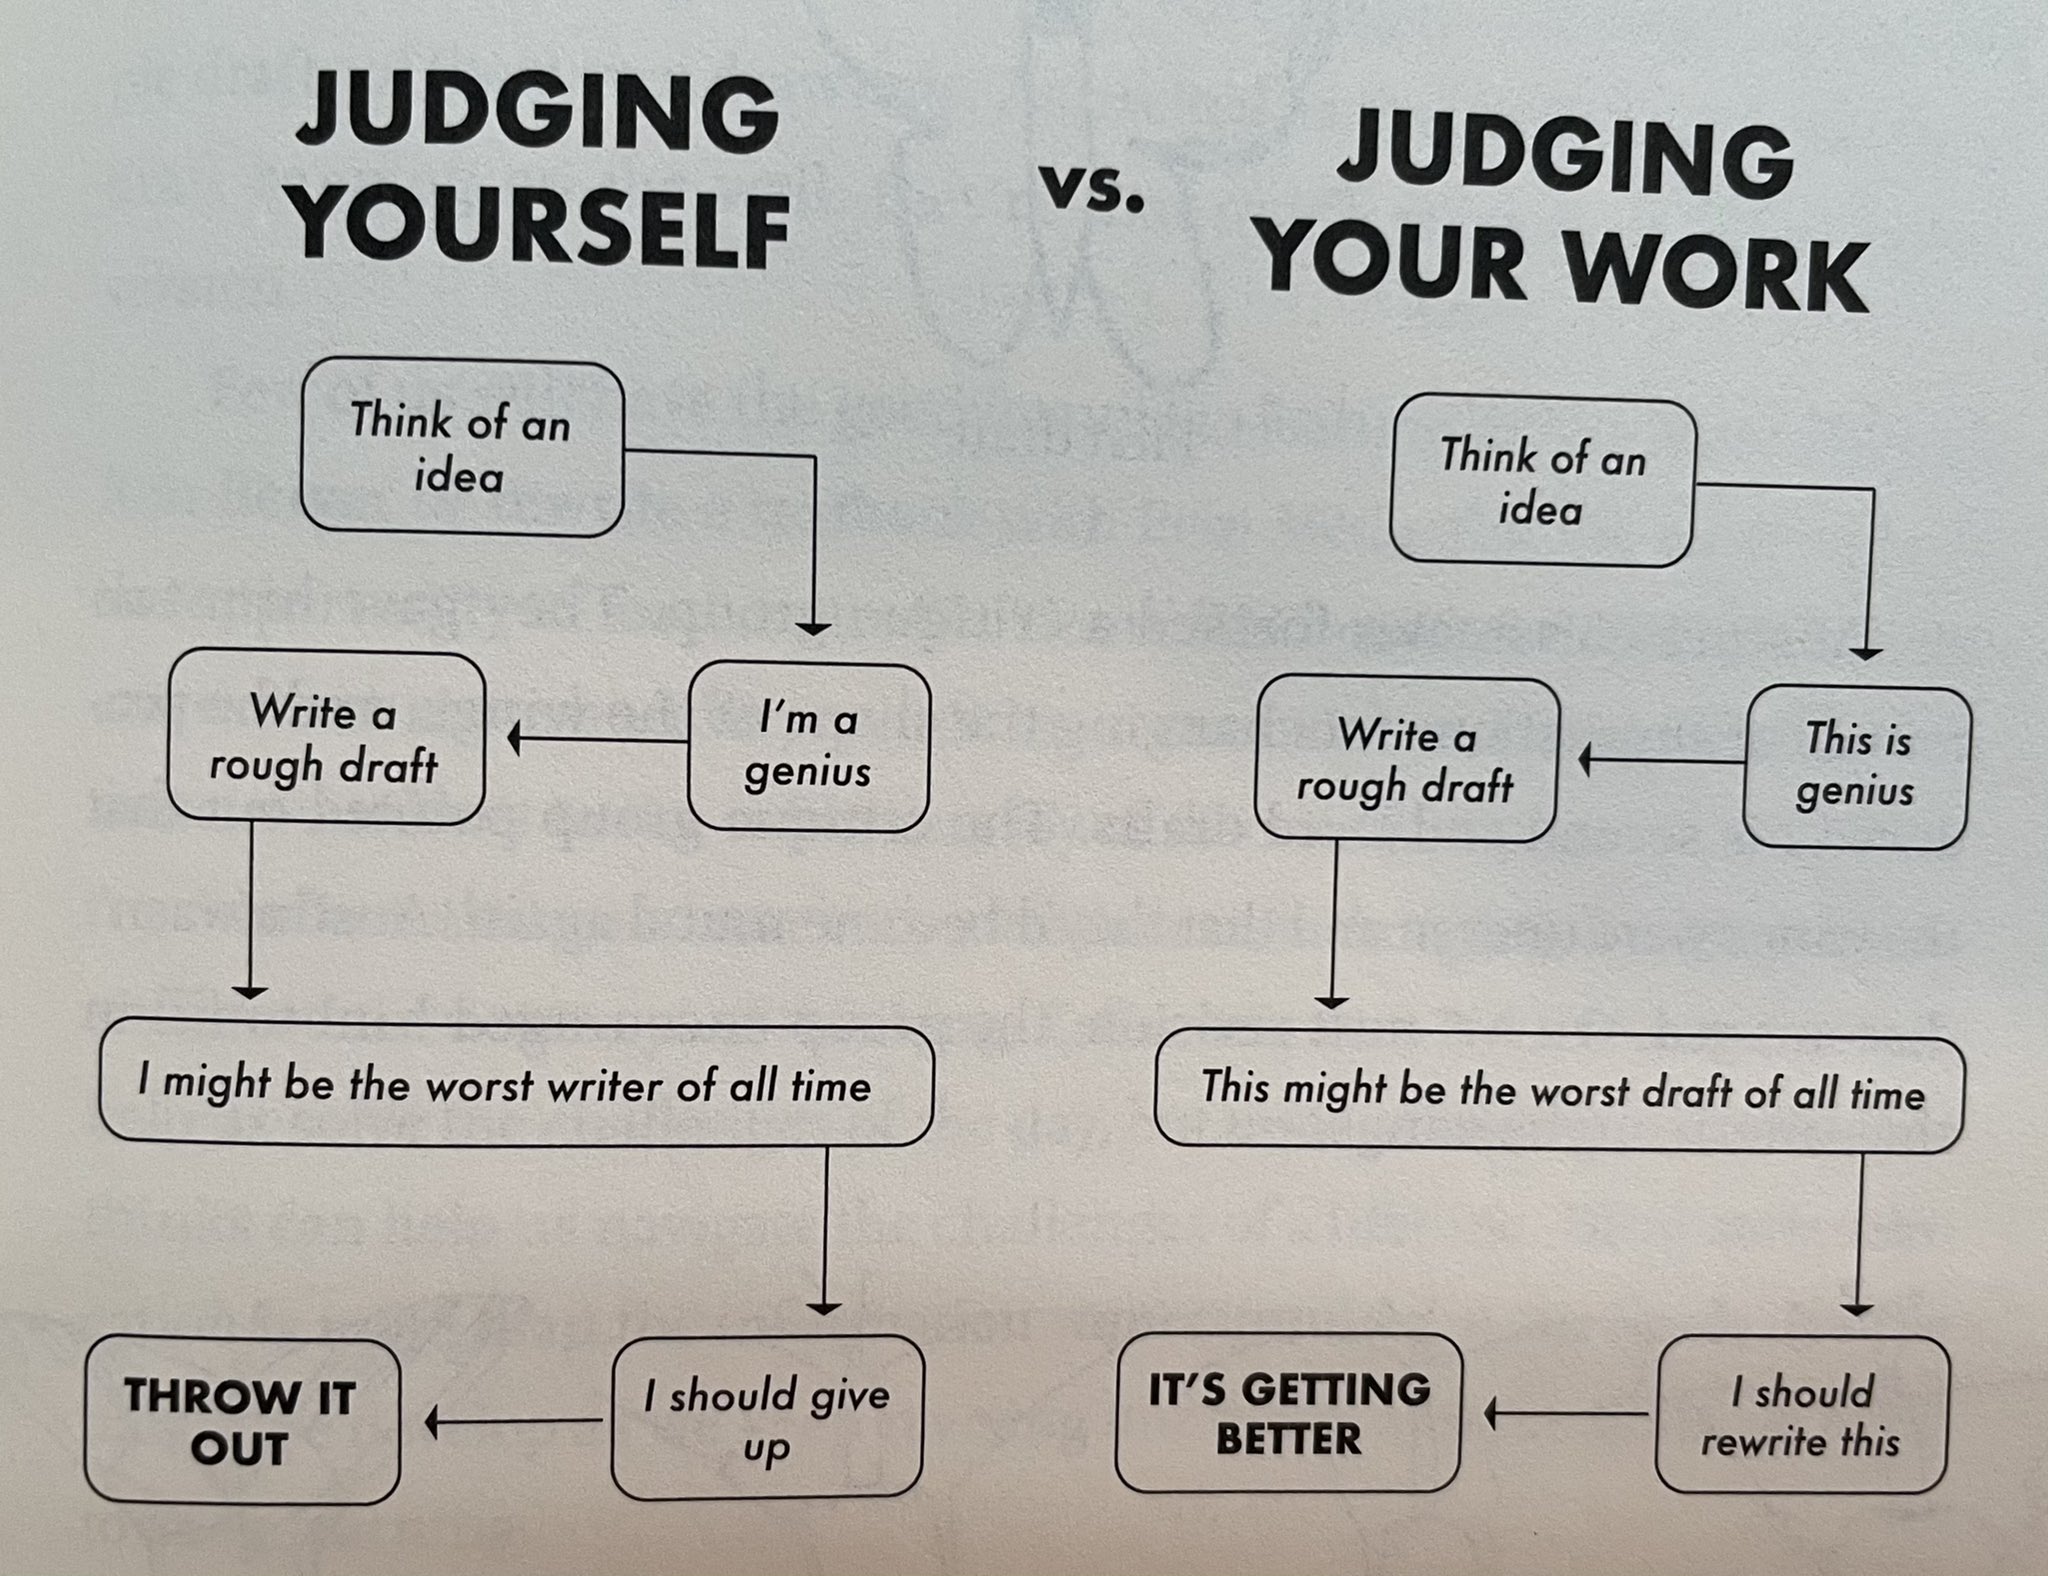 JUDGING
YOURSELF
vs.
JUDGING
YOUR WORK
Think of an
idea
I'm a
genius
Write a
rough draft
I might be the worst writer of all time
I should give
up
THROW IT
OUT
Think of an
idea
This is
genius
Write a
rough draft
This might be the worst draft of all time
I should
rewrite this
IT'S GETTING
BETTER